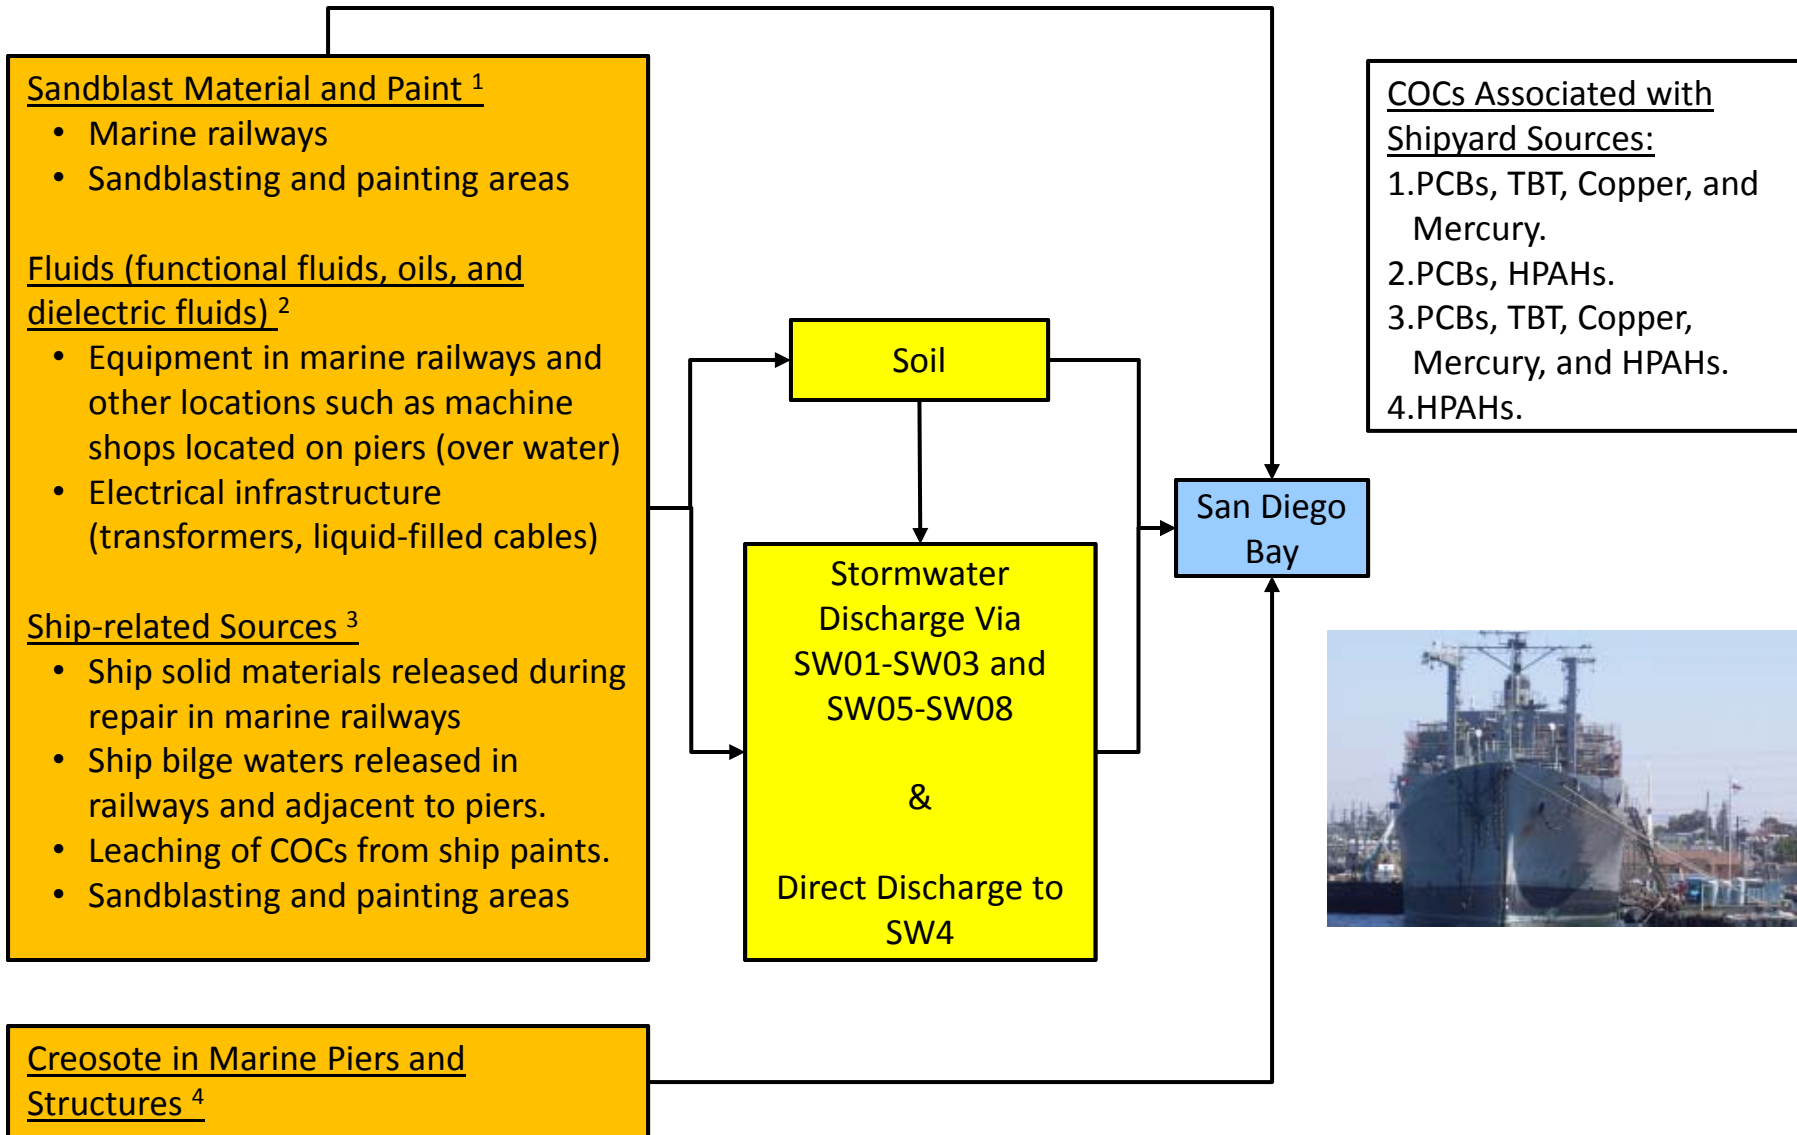 Sandblast Material and Paint 1
• Marine railways
• Sandblasting and painting areas
Fluids (functional fluids, oils, and
dielectric fluids) 2
• Equipment in marine railways and
other locations such as machine
shops located on piers (over water)
• Electrical infrastructure
(transformers, liquid-filled cables)
Ship-related Sources 3
• Ship solid materials released during
repair in marine railways
• Ship bilge waters released in
railways and adjacent to piers.
• Leaching of COCs from ship paints.
• Sandblasting and painting areas
Creosote in Marine Piers and
Structures 4
Soil
Stormwater
Discharge Via
SW01-SW03 and
SW05-SW08
&
Direct Discharge to
SW4
San Diego
Bay
COCs Associated with
Shipyard Sources:
1.PCBs, TBT, Copper, and
Mercury.
2.PCBs, HPAHs.
3.PCBs, TBT, Copper,
Mercury, and HPAHs.
4.HPAHs.